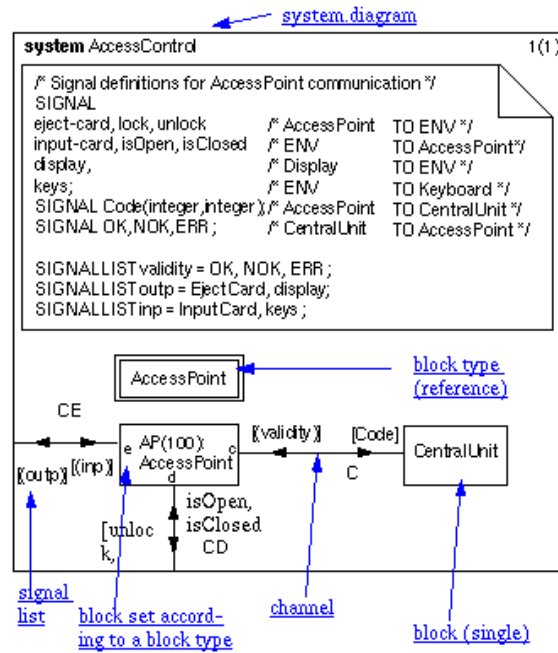 system.diagram
system AccessControl 1(1)
/* Signal definitions for AccessPoint communication */
SIGNAL
eject-card, lock, unlock /* AccessPoint TO ENV */
input-card, isOpen, isClosed /* ENV TO AccessPoint*/
display, /* Display TO ENV */
keys; /* ENV TO Keyboard */
SIGNAL Code(integer,integer); /* AccessPoint TO CentralUnit */
SIGNAL OK,NOK,ERR ; /* CentralUnit TO AccessPoint */
SIGNALLIST validity = OK, NOK, ERR ;
SIGNALLIST outp = EjectCard, display;
SIGNALLIST inp = InputCard, keys ;
AccessPoint
block type
(reference)
CE
[(outp)] [(inp)]
e AP(100): c
AccessPoint
d
[(validity)] [Code]
C
CentralUnit
isOpen,
isClosed
[unloc
k,
CD
signal
list
block set accord-
ing to a block type
channel
block (single)